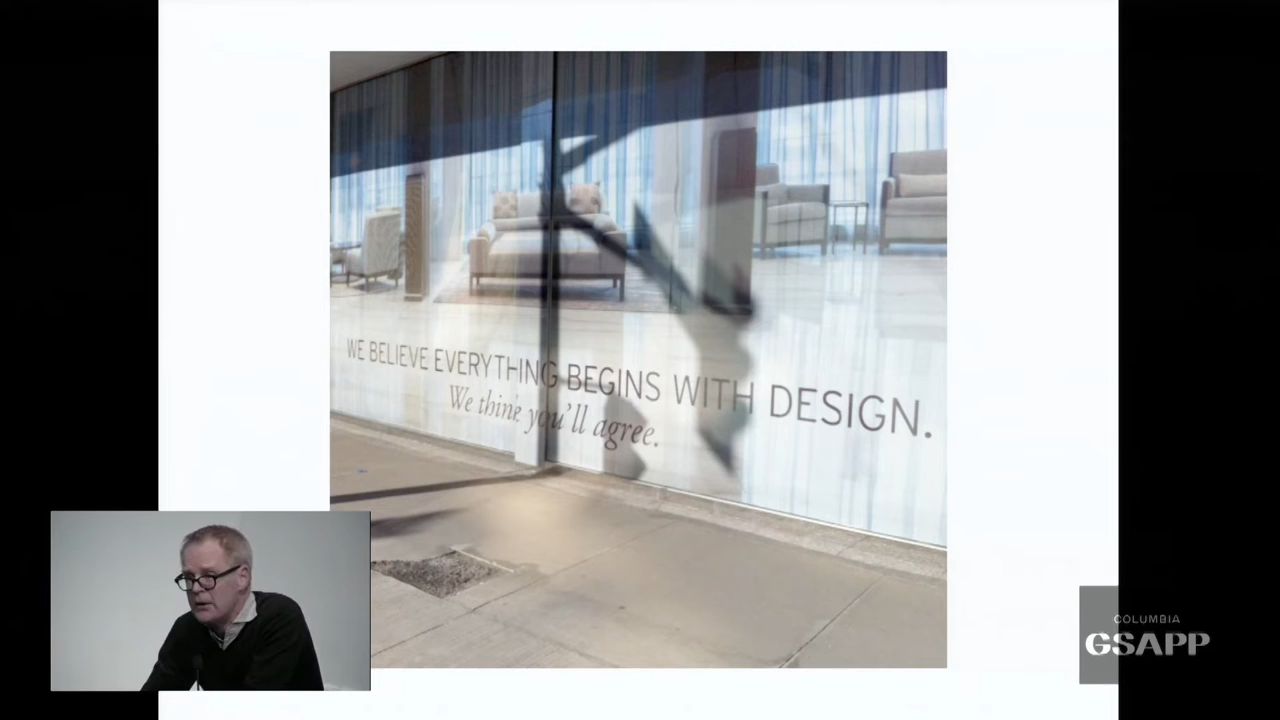 WE BELIEVE EVERYTHING BEGINS WITH DESIGN.
We think you'll agree.
COLUMBIA
GSAPP